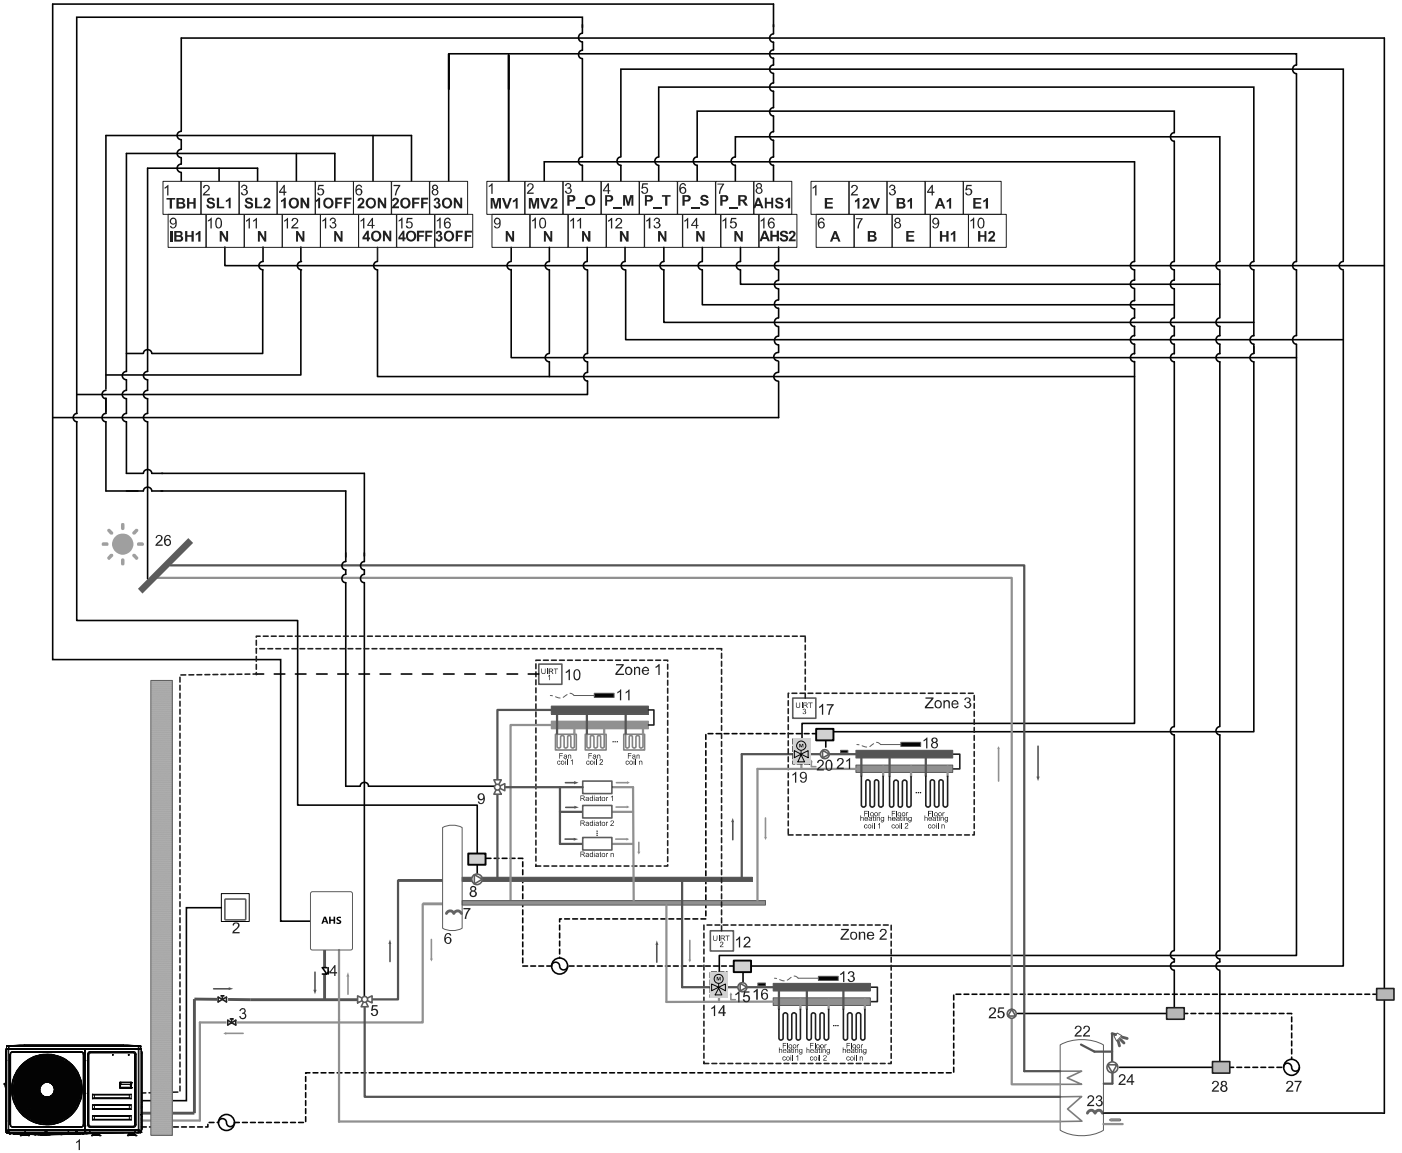 1 2 3 4 5 6 7 8
TBH SL1 SL2 1ON 1OFF 2ON 2OFF 3ON
9 10 11 12 13 14 15 16
IBH1 N N N N 4ON 4OFF 3OFF
1 2 3 4 5 6 7 8
MV1 MV2 P_O P_M P_T P_S P_R AHS1
9 10 11 12 13 14 15 16
N N N N N N N AHS2
1 2 3 4 5
E 12V B1 A1 E1
6 7 8 9 10
A B E H1 H2
26
Zone 1
UIRT 1
10
11
Fan coil 1
Fan coil 2
...
Fan coil n
9
Radiator 1
Radiator 2
Radiator n
8
7
6
Zone 3
UIRT 3
17
18
M
19
20
21
Floor heating coil 1
Floor heating coil 2
...
Floor heating coil n
Zone 2
UIRT 2
12
13
M
14
15
16
Floor heating coil 1
Floor heating coil 2
...
Floor heating coil n
2
AHS
4
3
5
1
25
22
24
23
28
27